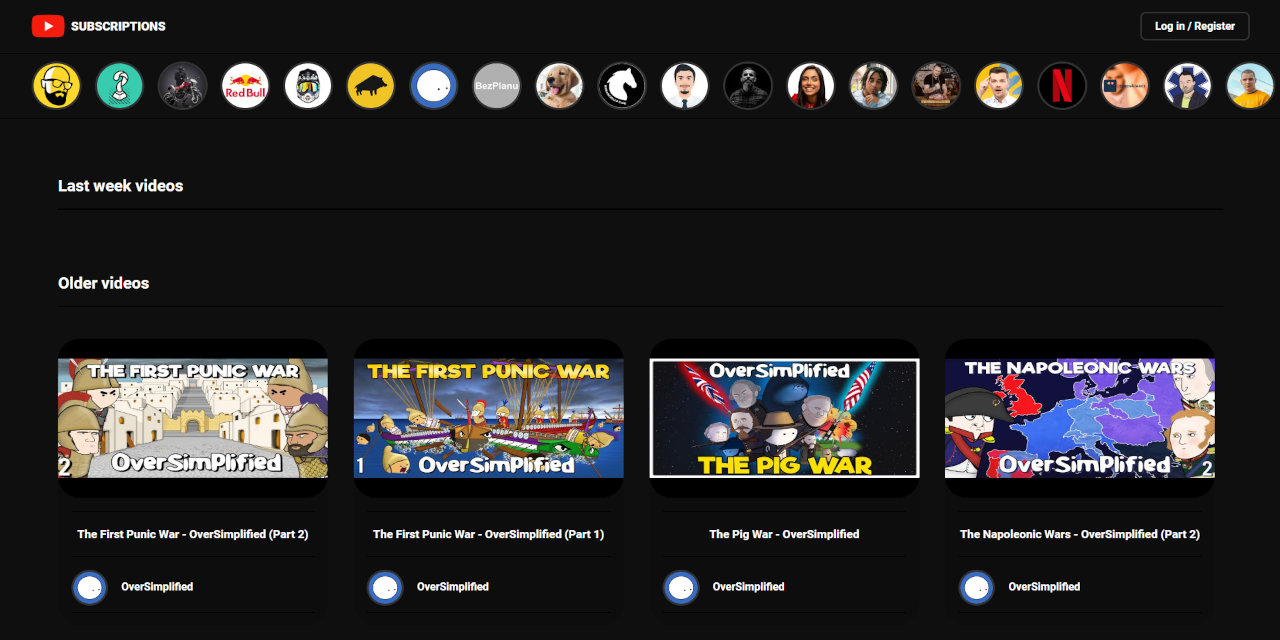 SUBSCRIPTIONS
Log in / Register
Red Bull
BezPlanu
N
Last week videos
Older videos
THE FIRST PUNIC WAR
2
OverSimplified
THE FIRST PUNIC WAR
1
OverSimplified
OverSimplified
THE PIG WAR
THE NAPOLEONIC WARS
OverSimplified
2
The First Punic War - OverSimplified (Part 2)
The First Punic War - OverSimplified (Part 1)
The Pig War - OverSimplified
The Napoleonic Wars - OverSimplified (Part 2)
OverSimplified
OverSimplified
OverSimplified
OverSimplified